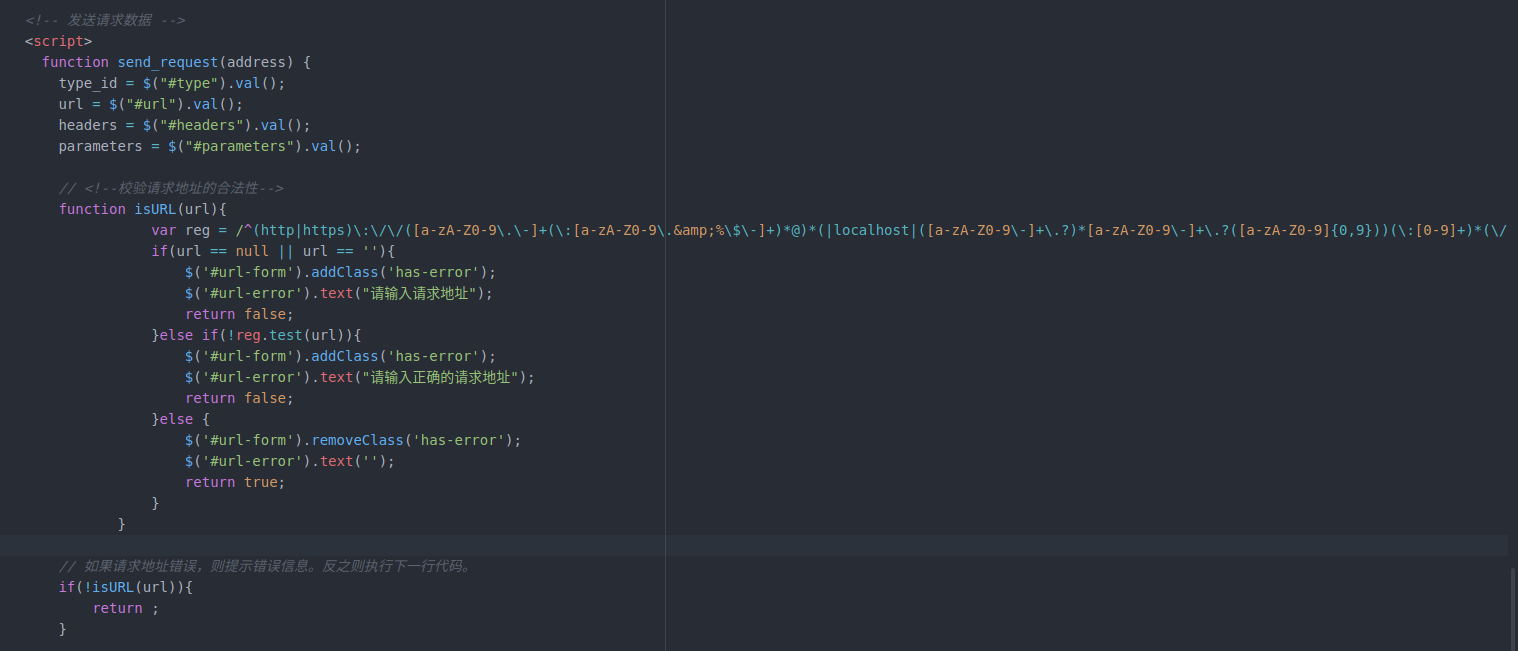 <!-- 发送请求数据 -->
<script>
function send_request(address) {
type_id = $("#type").val();
url = $("#url").val();
headers = $("#headers").val();
parameters = $("#parameters").val();
// <!--校验请求地址的合法性-->
function isURL(url){
var reg = /^(http|https)\:\/\/([a-zA-Z0-9\.\-]+(\:[a-zA-Z0-9\.&amp;%\$\-]+)*@)*(|localhost|([a-zA-Z0-9\-]+\.?)*[a-zA-Z0-9\-]+\.?([a-zA-Z0-9]{0,9}))(\:[0-9]+)*(\/
if(url == null || url == ''){
$('#url-form').addClass('has-error');
$('#url-error').text("请输入请求地址");
return false;
}else if(!reg.test(url)){
$('#url-form').addClass('has-error');
$('#url-error').text("请输入正确的请求地址");
return false;
}else {
$('#url-form').removeClass('has-error');
$('#url-error').text('');
return true;
}
}
// 如果请求地址错误，则提示错误信息。反之则执行下一行代码。
if(!isURL(url)){
return ;
}